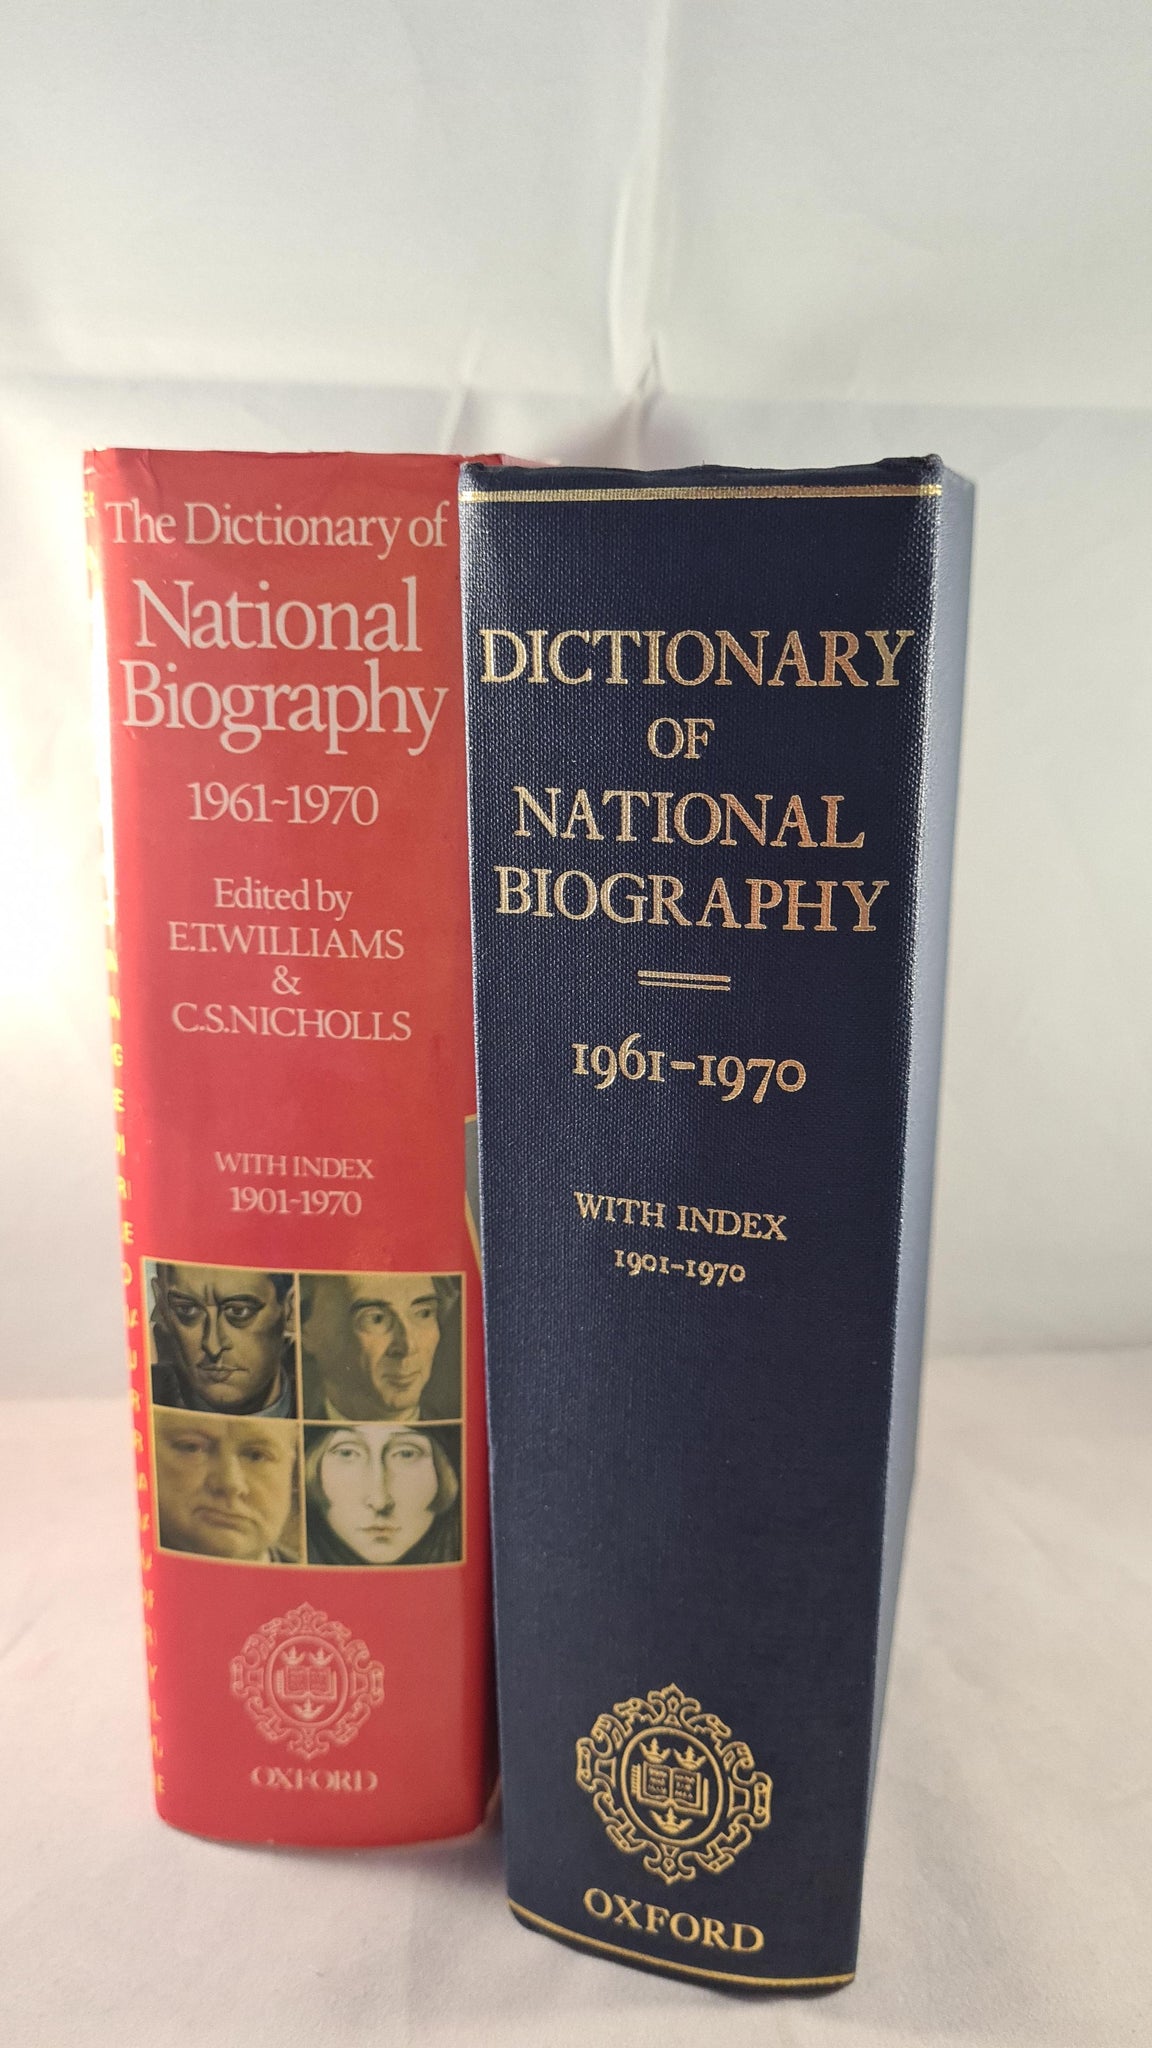 The Dictionary of
National
Biography
1961-1970
Edited by
E.T.WILLIAMS
&
C.S.NICHOLLS
WITH INDEX
1901-1970
OXFORD
DICTIONARY
OF
NATIONAL
BIOGRAPHY
1961-1970
WITH INDEX
1901-1970
OXFORD